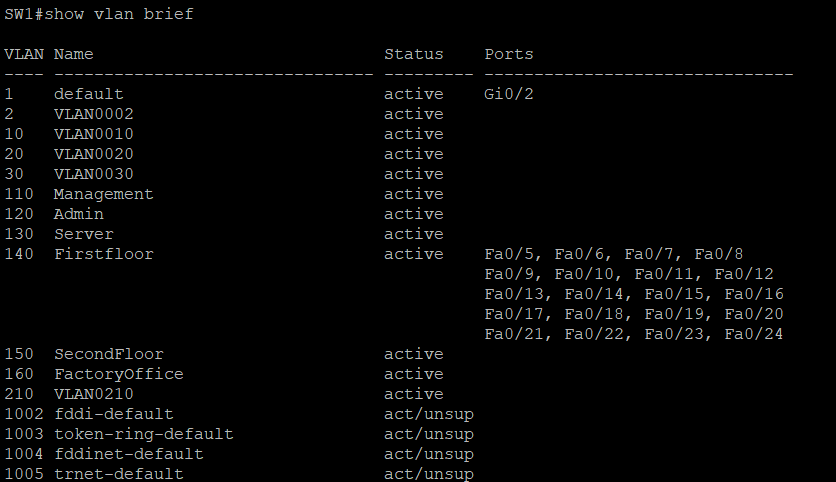 SW1#show vlan brief
VLAN Name                             Status    Ports
---- -------------------------------- --------- -------------------------------
1    default                          active    Gi0/2
2    VLAN0002                         active
10   VLAN0010                         active
20   VLAN0020                         active
30   VLAN0030                         active
110  Management                       active
120  Admin                            active
130  Server                           active
140  Firstfloor                       active    Fa0/5, Fa0/6, Fa0/7, Fa0/8
                                                Fa0/9, Fa0/10, Fa0/11, Fa0/12
                                                Fa0/13, Fa0/14, Fa0/15, Fa0/16
                                                Fa0/17, Fa0/18, Fa0/19, Fa0/20
                                                Fa0/21, Fa0/22, Fa0/23, Fa0/24
150  SecondFloor                      active
160  FactoryOffice                    active
210  VLAN0210                         active
1002 fddi-default                     act/unsup
1003 token-ring-default               act/unsup
1004 fddinet-default                  act/unsup
1005 trnet-default                    act/unsup